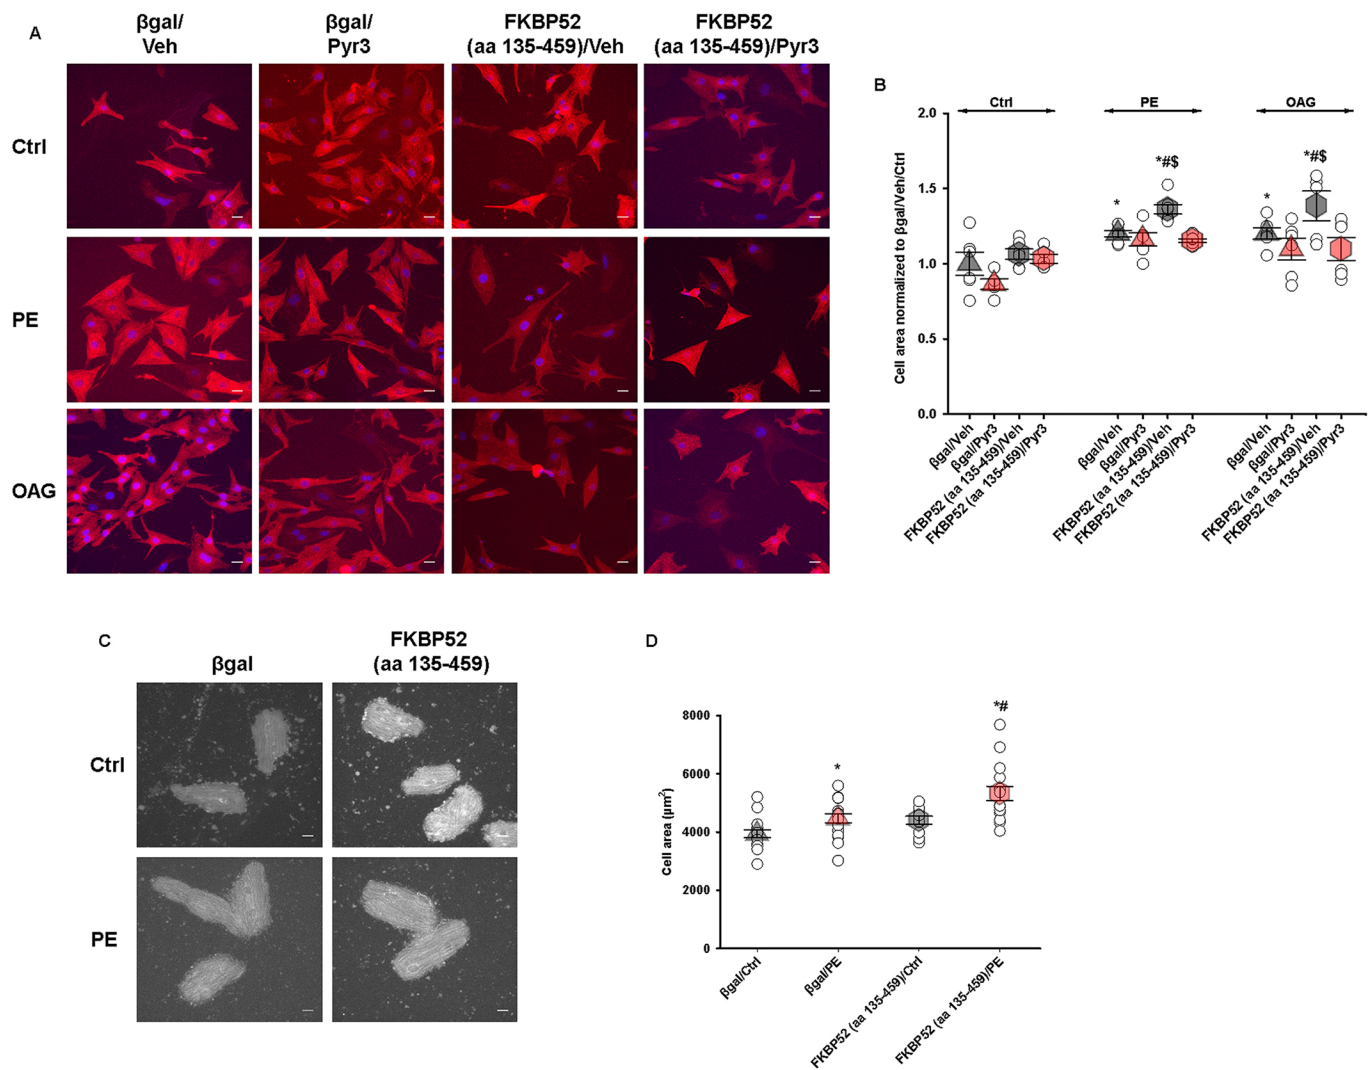 A
βgal/
Veh
βgal/
Pyr3
FKBP52
(aa 135-459)/Veh
FKBP52
(aa 135-459)/Pyr3
Ctrl
PE
OAG
B
Ctrl
PE
OAG
2.0
1.5
1.0
0.5
0.0
Cell area normalized to βgal/Veh/Ctrl
*
*#$
*
*#$
βgal/Veh
βgal/Pyr3
FKBP52 (aa 135-459)/Veh
FKBP52 (aa 135-459)/Pyr3
βgal/Veh
βgal/Pyr3
FKBP52 (aa 135-459)/Veh
FKBP52 (aa 135-459)/Pyr3
βgal/Veh
βgal/Pyr3
FKBP52 (aa 135-459)/Veh
FKBP52 (aa 135-459)/Pyr3
C
βgal
FKBP52
(aa 135-459)
Ctrl
PE
D
8000
6000
4000
2000
0
Cell area (µm²)
*
*#
βgal/Ctrl
βgal/PE
FKBP52 (aa 135-459)/Ctrl
FKBP52 (aa 135-459)/PE